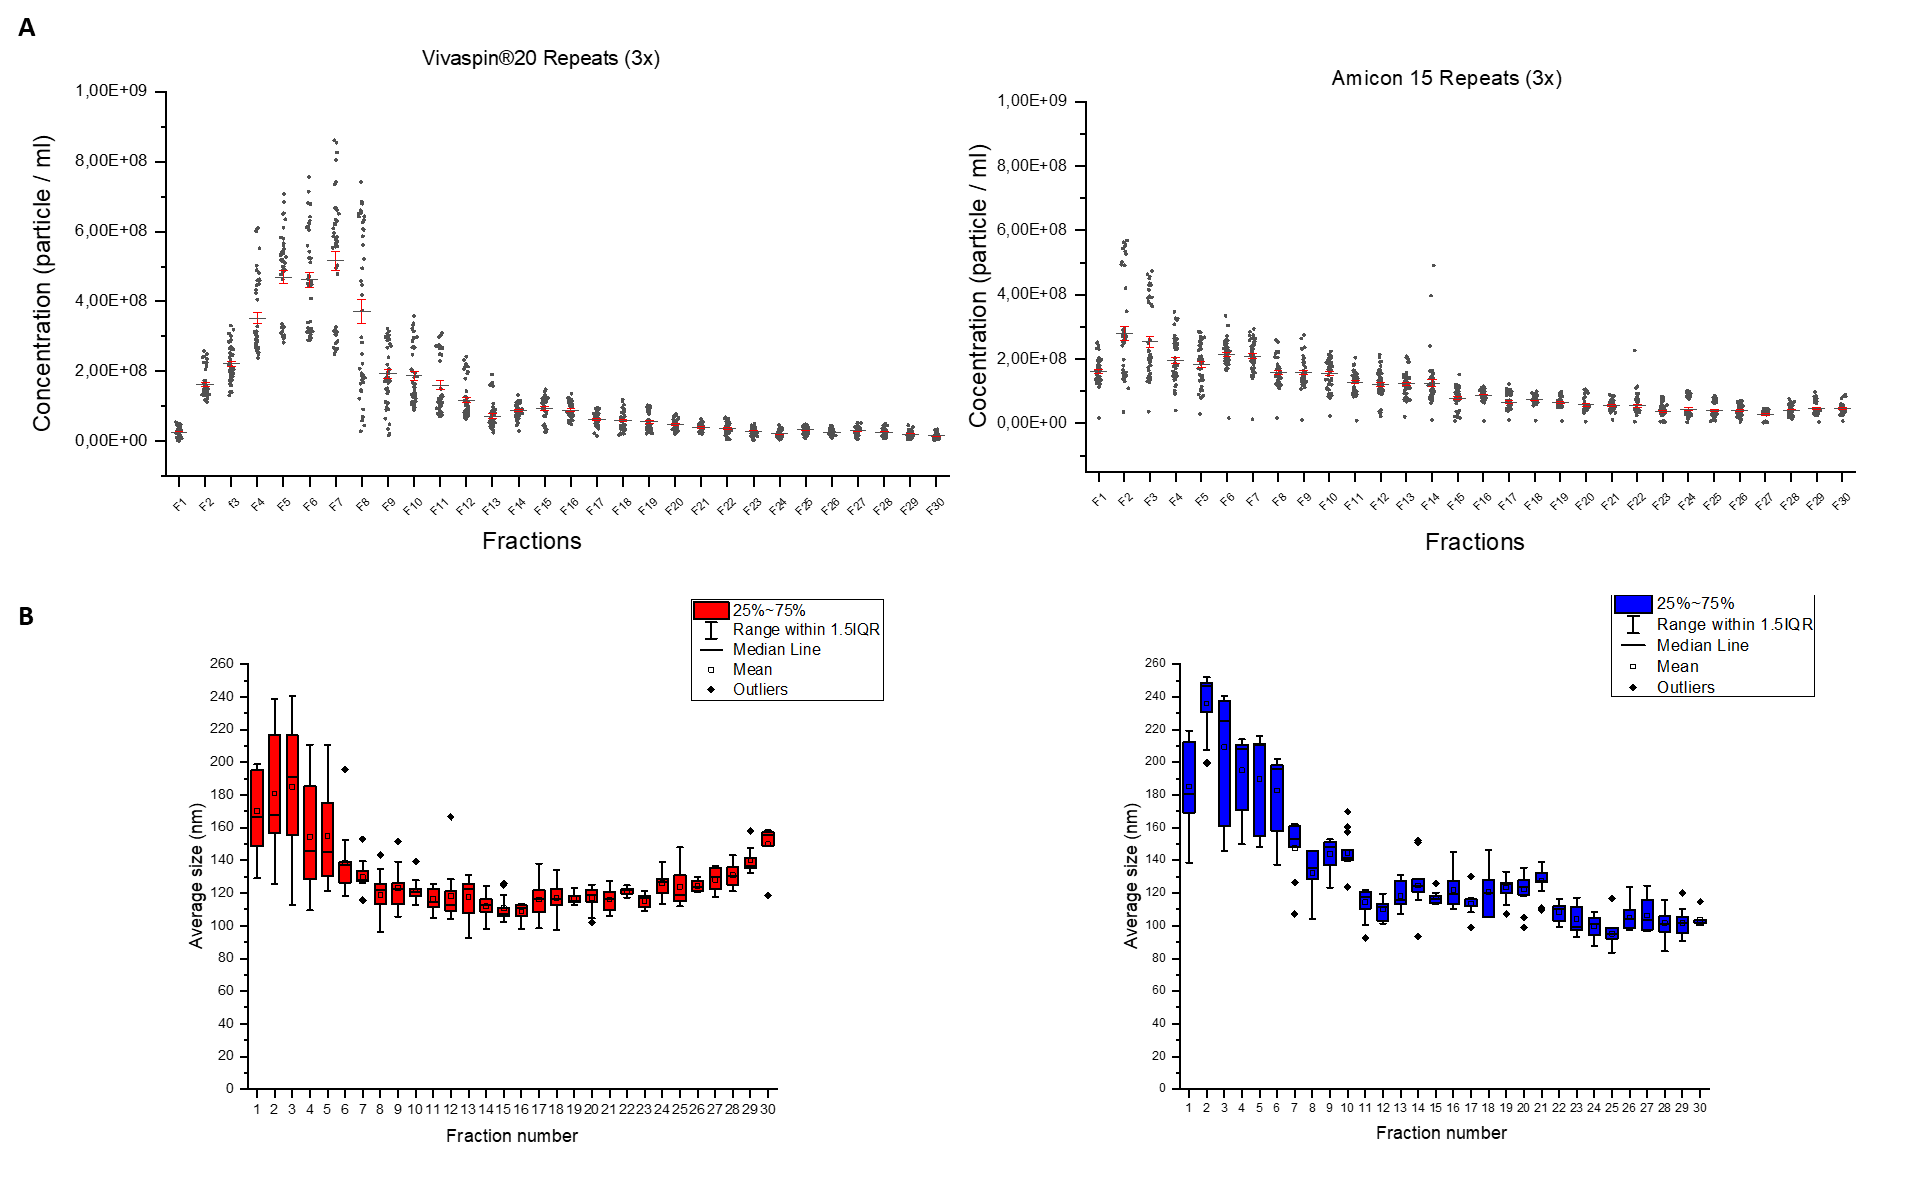 A
Vivaspin®20 Repeats (3x)
1,00E+09
8,00E+08
6,00E+08
4,00E+08
2,00E+08
0,00E+00
Concentration (particle / ml)
F1 F2 f3 F4 F5 F6 F7 F8 F9 F10 F11 F12 F13 F14 F15 F16 F17 F18 F19 F20 F21 F22 F23 F24 F25 F26 F27 F28 F29 F30
Fractions
Amicon 15 Repeats (3x)
1,00E+09
8,00E+08
6,00E+08
4,00E+08
2,00E+08
0,00E+00
Cocentration (particle / ml)
F1 F2 F3 F4 F5 F6 F7 F8 F9 F10 F11 F12 F13 F14 F15 F16 F17 F18 F19 F20 F21 F22 F23 F24 F25 F26 F27 F28 F29 F30
Fractions
B
25%~75%
Range within 1.5IQR
Median Line
Mean
Outliers
260
240
220
200
180
160
140
120
100
80
60
40
20
0
Average size (nm)
1 2 3 4 5 6 7 8 9 10 11 12 13 14 15 16 17 18 19 20 21 22 23 24 25 26 27 28 29 30
Fraction number
25%~75%
Range within 1.5IQR
Median Line
Mean
Outliers
260
240
220
200
180
160
140
120
100
80
60
40
20
0
Average size (nm)
1 2 3 4 5 6 7 8 9 10 11 12 13 14 15 16 17 18 19 20 21 22 23 24 25 26 27 28 29 30
Fraction number